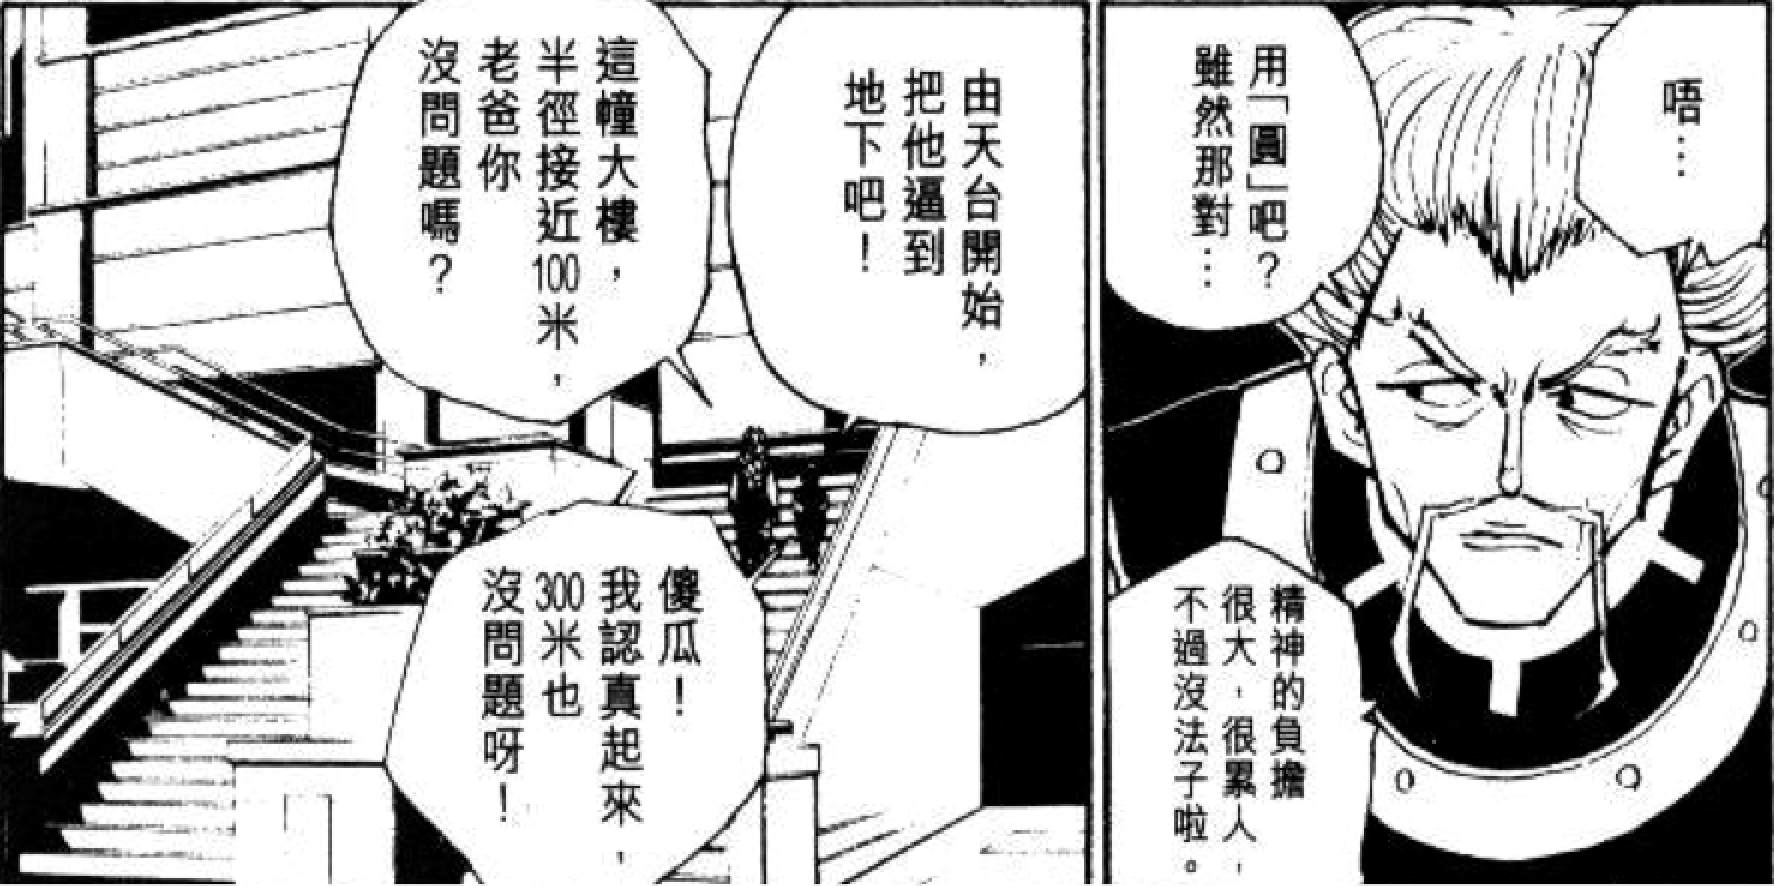 唔…
用「圓」吧？
雖然那對…
精神的負擔
很大，很累人，
不過沒法子啦。
由天台開始，
把他逼到
地下吧！
這幢大樓，
半徑接近100米，
老爸你
沒問題嗎？
傻瓜！
我認真起來，
300米也
沒問題呀！